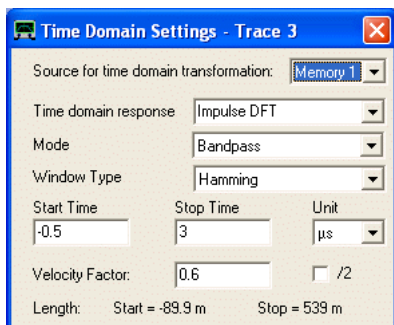 Time Domain Settings - Trace 3
Source for time domain transformation: Memory 1
Time domain response Impulse DFT
Mode Bandpass
Window Type Hamming
Start Time Stop Time Unit
-0.5 3 µs
Velocity Factor: 0.6 /2
Length: Start = -89.9 m Stop = 539 m